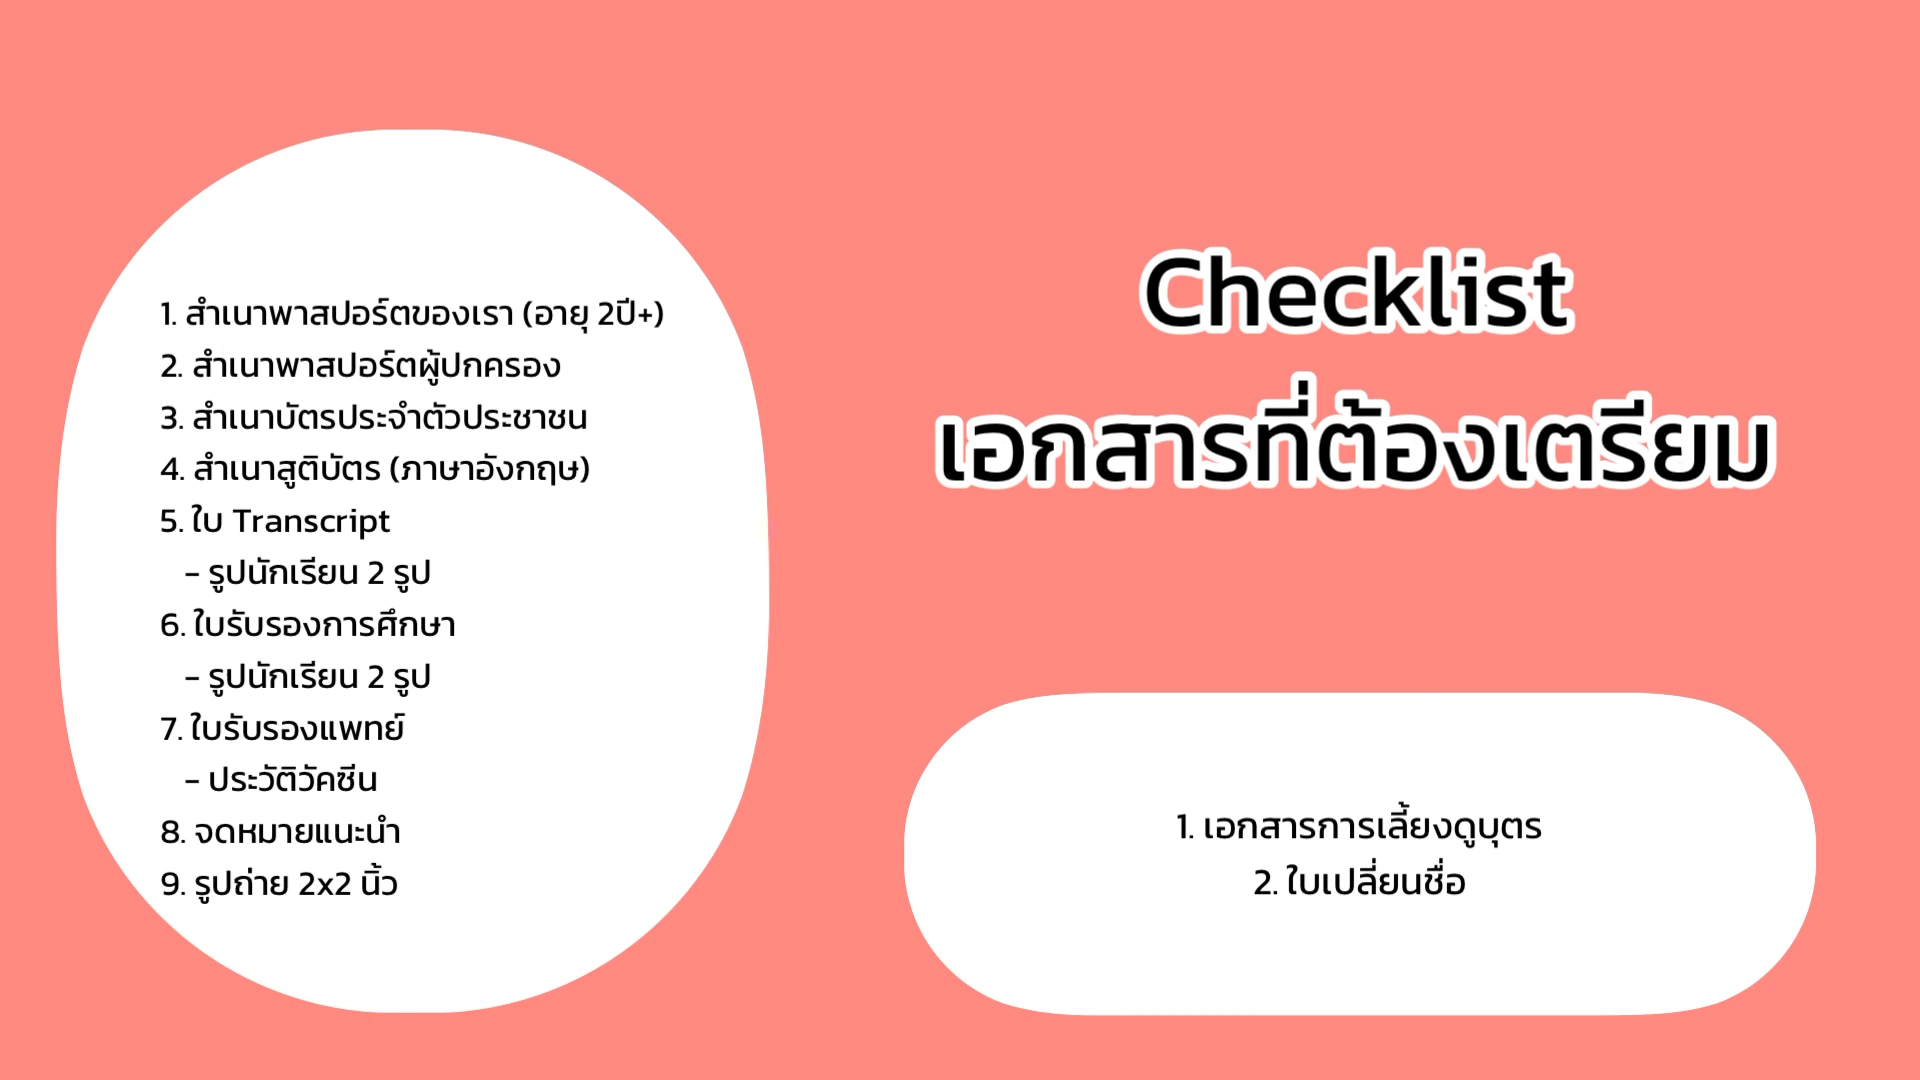 Checklist
เอกสารที่ต้องเตรียม
1. สำเนาพาสปอร์ตของเรา (อายุ 2ปี+)
2. สำเนาพาสปอร์ตผู้ปกครอง
3. สำเนาบัตรประจำตัวประชาชน
4. สำเนาสูติบัตร (ภาษาอังกฤษ)
5. ใบ Transcript
- รูปนักเรียน 2 รูป
6. ใบรับรองการศึกษา
- รูปนักเรียน 2 รูป
7. ใบรับรองแพทย์
- ประวัติวัคซีน
8. จดหมายแนะนำ
9. รูปถ่าย 2x2 นิ้ว
1. เอกสารการเลี้ยงดูบุตร
2. ใบเปลี่ยนชื่อ